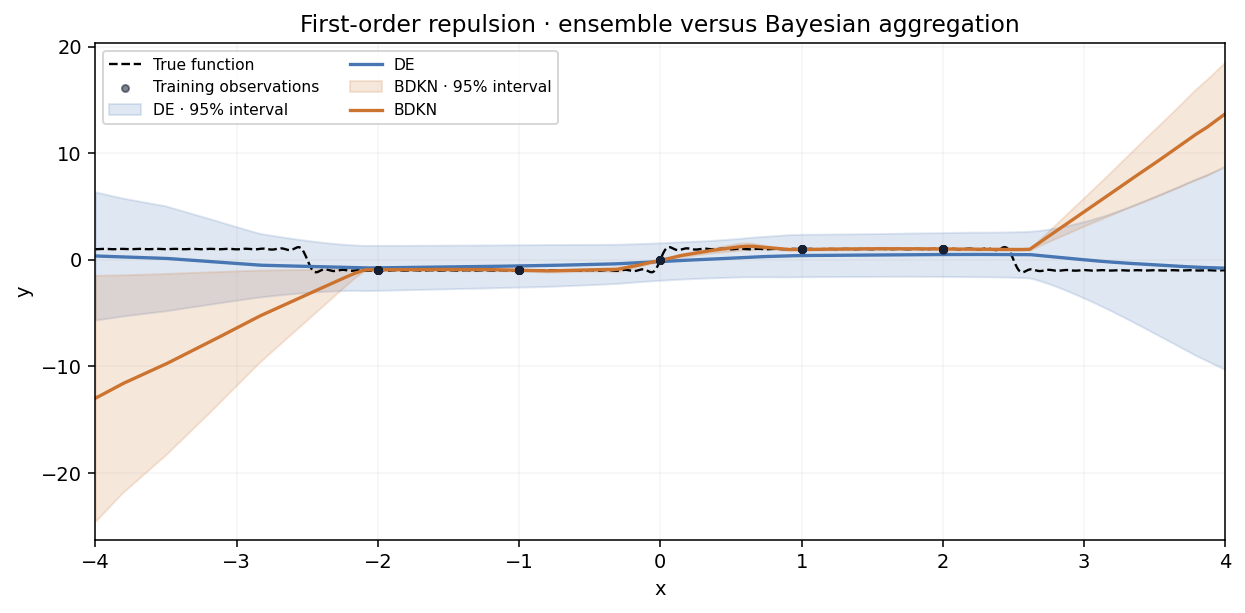 First-order repulsion · ensemble versus Bayesian aggregation
True function
Training observations
DE · 95% interval
DE
BDKN · 95% interval
BDKN
20
10
0
−10
−20
y
−4
−3
−2
−1
0
1
2
3
4
x